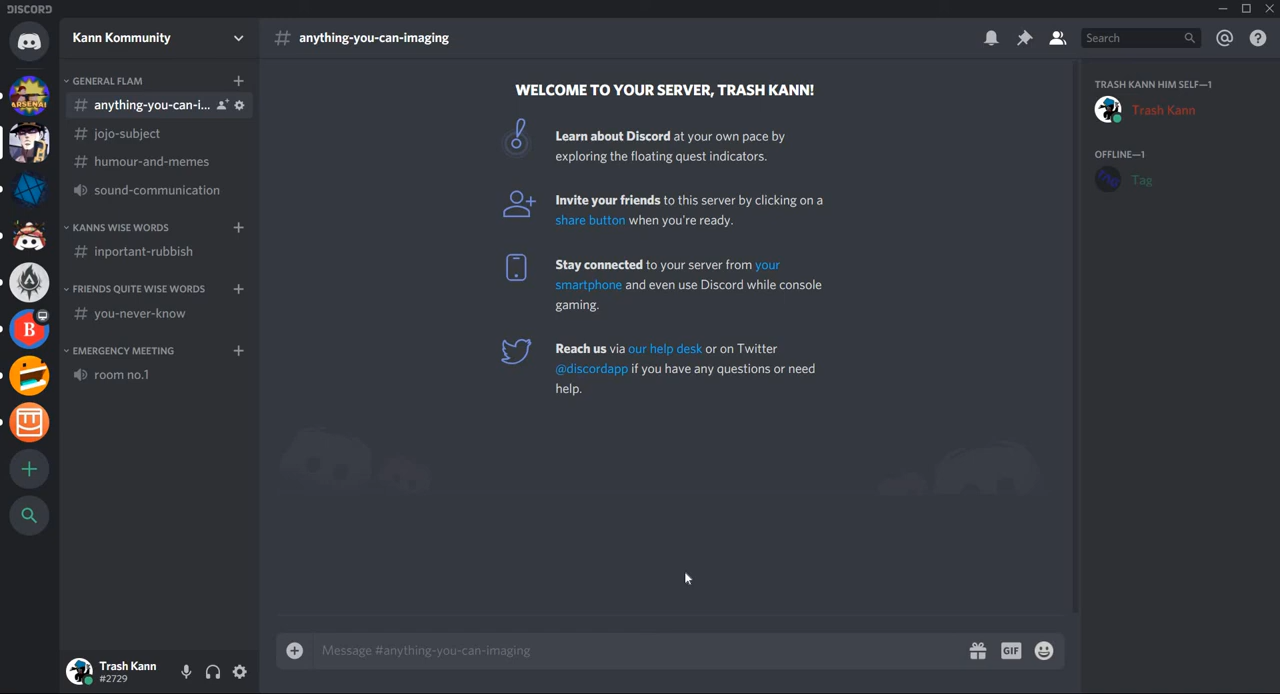 DISCORD
Kann Kommunity
# anything-you-can-imaging
Search
GENERAL FLAM
# anything-you-can-i...
# jojo-subject
# humour-and-memes
sound-communication
KANNS WISE WORDS
# inportant-rubbish
FRIENDS QUITE WISE WORDS
# you-never-know
EMERGENCY MEETING
room no.1
Trash Kann
#2729
WELCOME TO YOUR SERVER, TRASH KANN!
Learn about Discord at your own pace by
exploring the floating quest indicators.
Invite your friends to this server by clicking on a
share button when you're ready.
Stay connected to your server from your
smartphone and even use Discord while console
gaming.
Reach us via our help desk or on Twitter
@discordapp if you have any questions or need
help.
Message #anything-you-can-imaging
GIF
TRASH KANN HIM SELF—1
Trash Kann
OFFLINE—1
Tag
ARSENAL
B